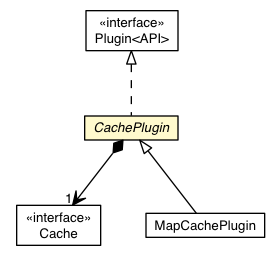 «interface»
Plugin<API>
CachePlugin
1
«interface»
Cache
MapCachePlugin